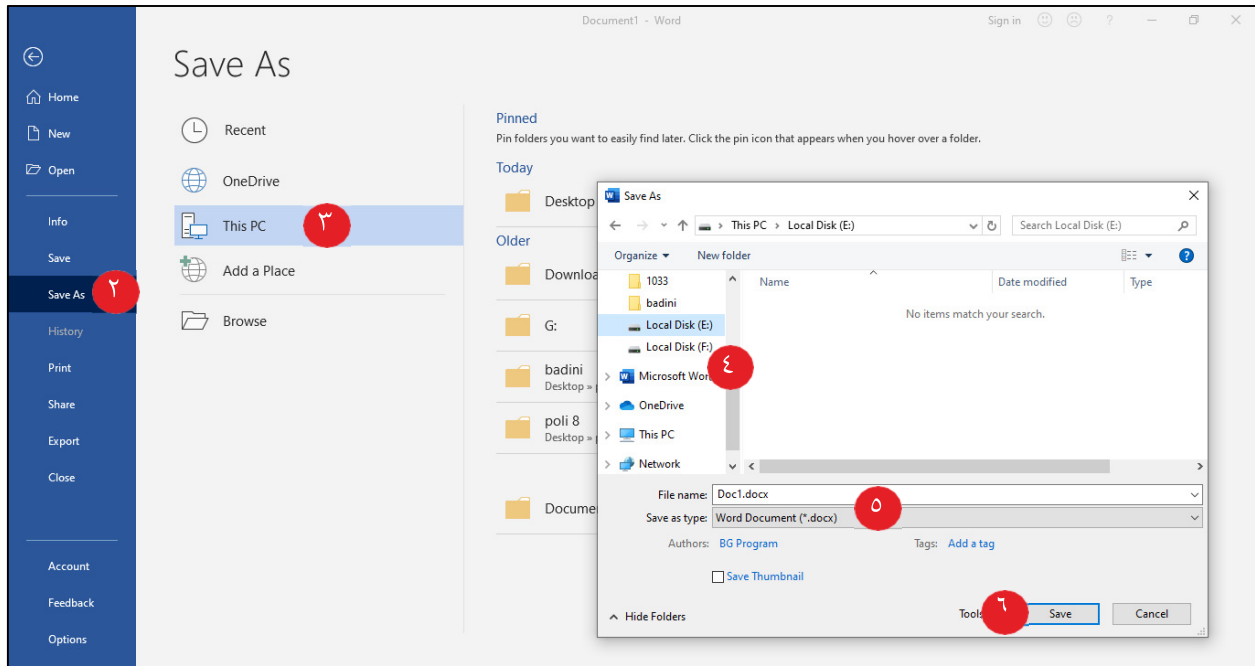 Document1 - Word
Sign in
?
Save As
Home
New
Open
Info
Save
Save As ٢
History
Print
Share
Export
Close
Account
Feedback
Options
Recent
OneDrive
This PC ٣
Add a Place
Browse
Pinned
Pin folders you want to easily find later. Click the pin icon that appears when you hover over a folder.
Today
Desktop
Older
G:
badini
Desktop »
poli 8
Desktop »
Save As
This PC > Local Disk (E:)
Search Local Disk (E:)
Organize
New folder
?
1033
badini
Local Disk (E:)
Local Disk (F:)
٤
Microsoft
OneDrive
This PC
Network
Name
Date modified
Type
No items match your search.
File name: Doc1.docx
Save as type: Word Document (*.docx)
٥
Authors: BG Program
Tags: Add a tag
Save Thumbnail
Hide Folders
٦
Save
Cancel